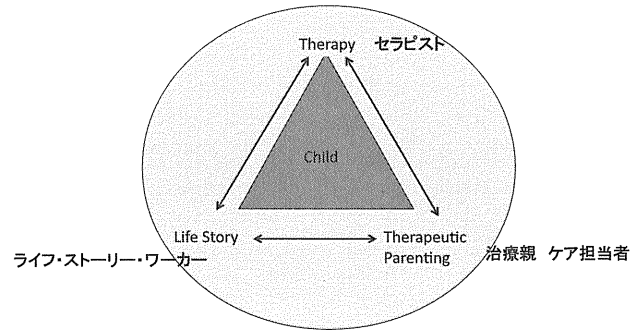 Therapy セラピスト
Child
Life Story
Therapeutic
Parenting
ライフ・ストーリー・ワーカー
治療親 ケア担当者